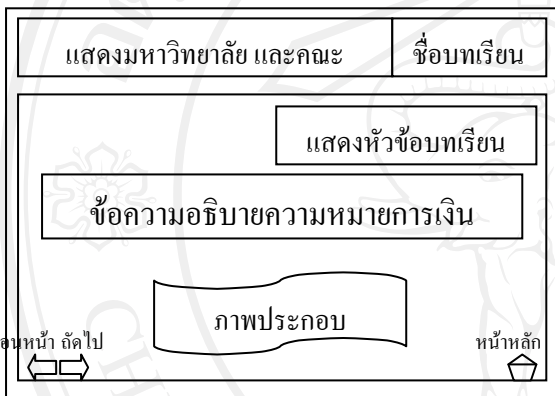 แสดงมหาวิทยาลัย และคณะ ชื่อบทเรียน
แสดงหัวข้อบทเรียน
ข้อความอธิบายความหมายการเงิน
ภาพประกอบ
ถัดไป หน้าหลัก